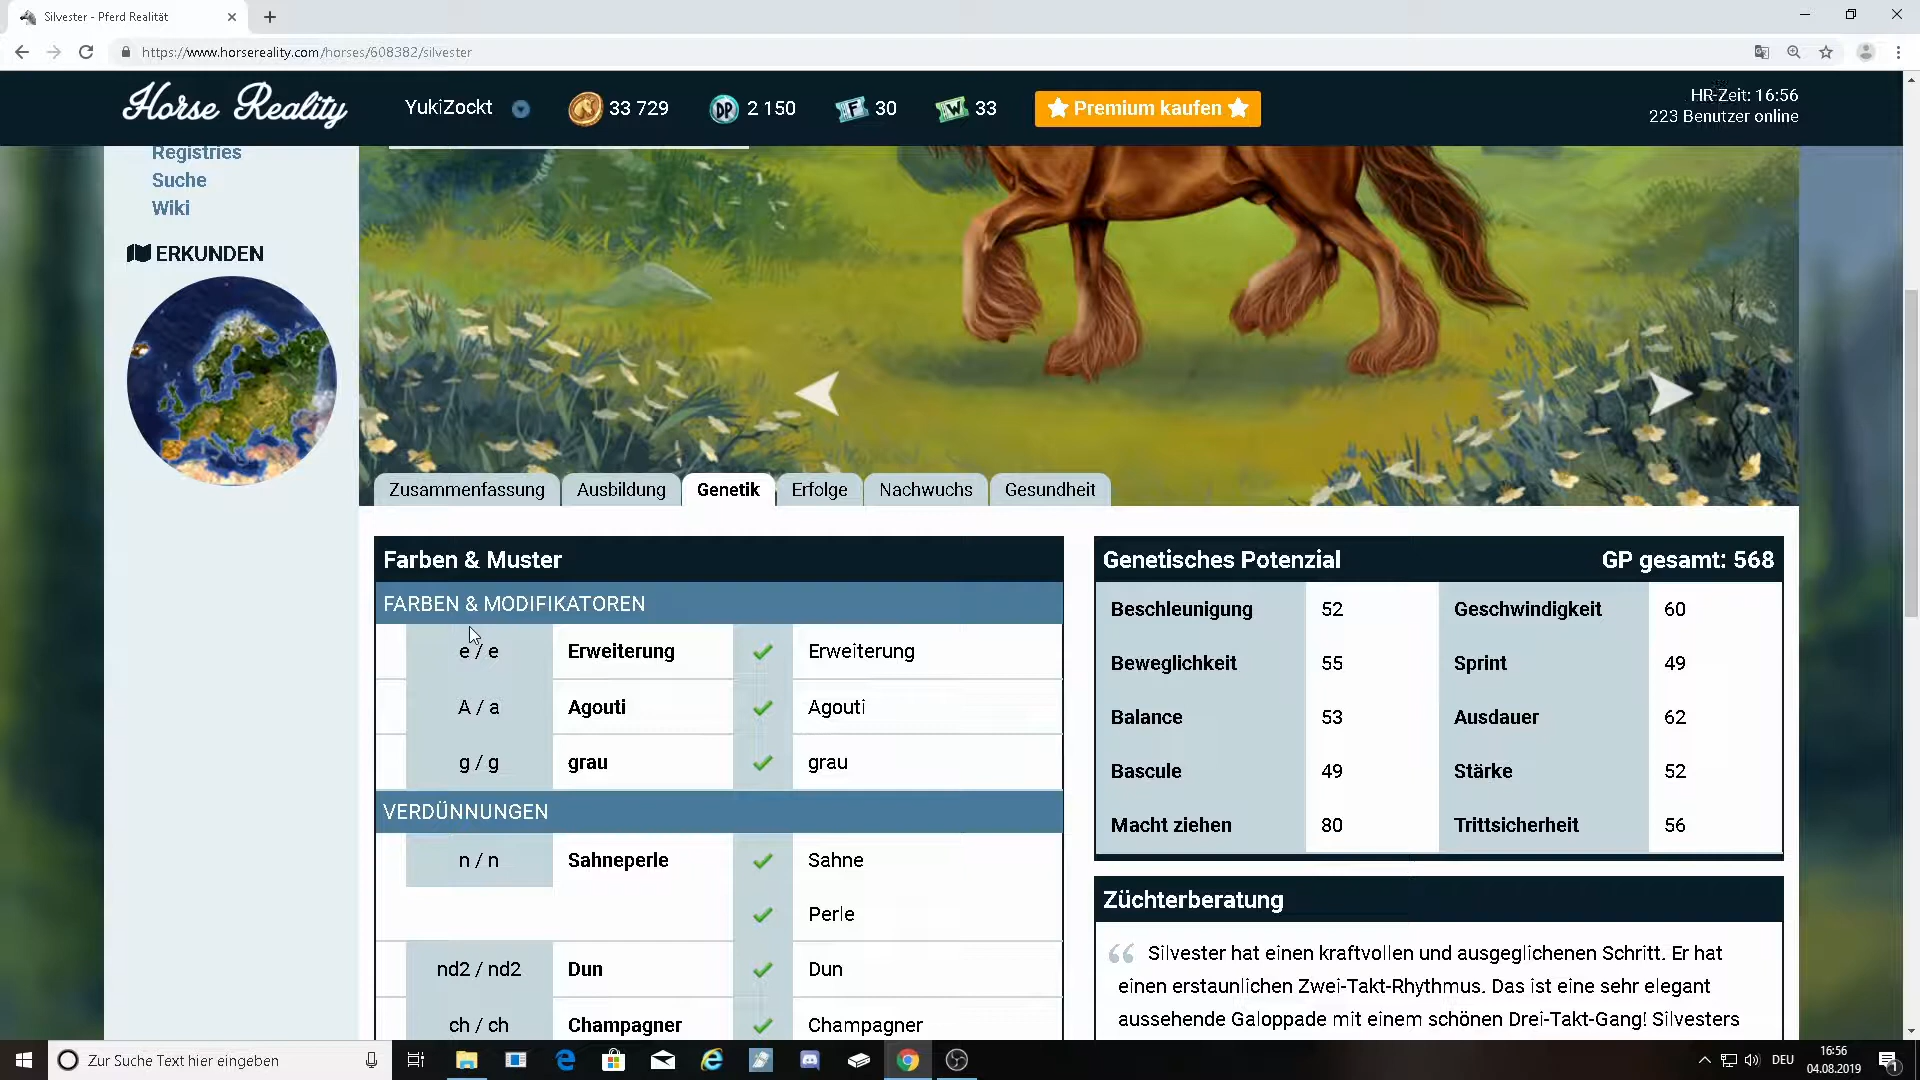 Silvester - Pferd Realität
https://www.horsereality.com/horses/608382/silvester
Horse Reality
YukiZockt
33 729
DP
2 150
F
30
W
33
Premium kaufen
HR-Zeit: 16:56
223 Benutzer online
Registries
Suche
Wiki
ERKUNDEN
Zusammenfassung
Ausbildung
Genetik
Erfolge
Nachwuchs
Gesundheit
Farben & Muster
FARBEN & MODIFIKATOREN
e / e Erweiterung Erweiterung
A / a Agouti Agouti
g / g grau grau
VERDÜNNUNGEN
n / n Sahneperle Sahne
Perle
nd2 / nd2 Dun Dun
ch / ch Champagner Champagner
Genetisches Potenzial GP gesamt: 568
Beschleunigung 52 Geschwindigkeit 60
Beweglichkeit 55 Sprint 49
Balance 53 Ausdauer 62
Bascule 49 Stärke 52
Macht ziehen 80 Trittsicherheit 56
Züchterberatung
Silvester hat einen kraftvollen und ausgeglichenen Schritt. Er hat
einen erstaunlichen Zwei-Takt-Rhythmus. Das ist eine sehr elegant
aussehende Galoppade mit einem schönen Drei-Takt-Gang! Silvesters
Zur Suche Text hier eingeben
DEU
16:56
04.08.2019
1